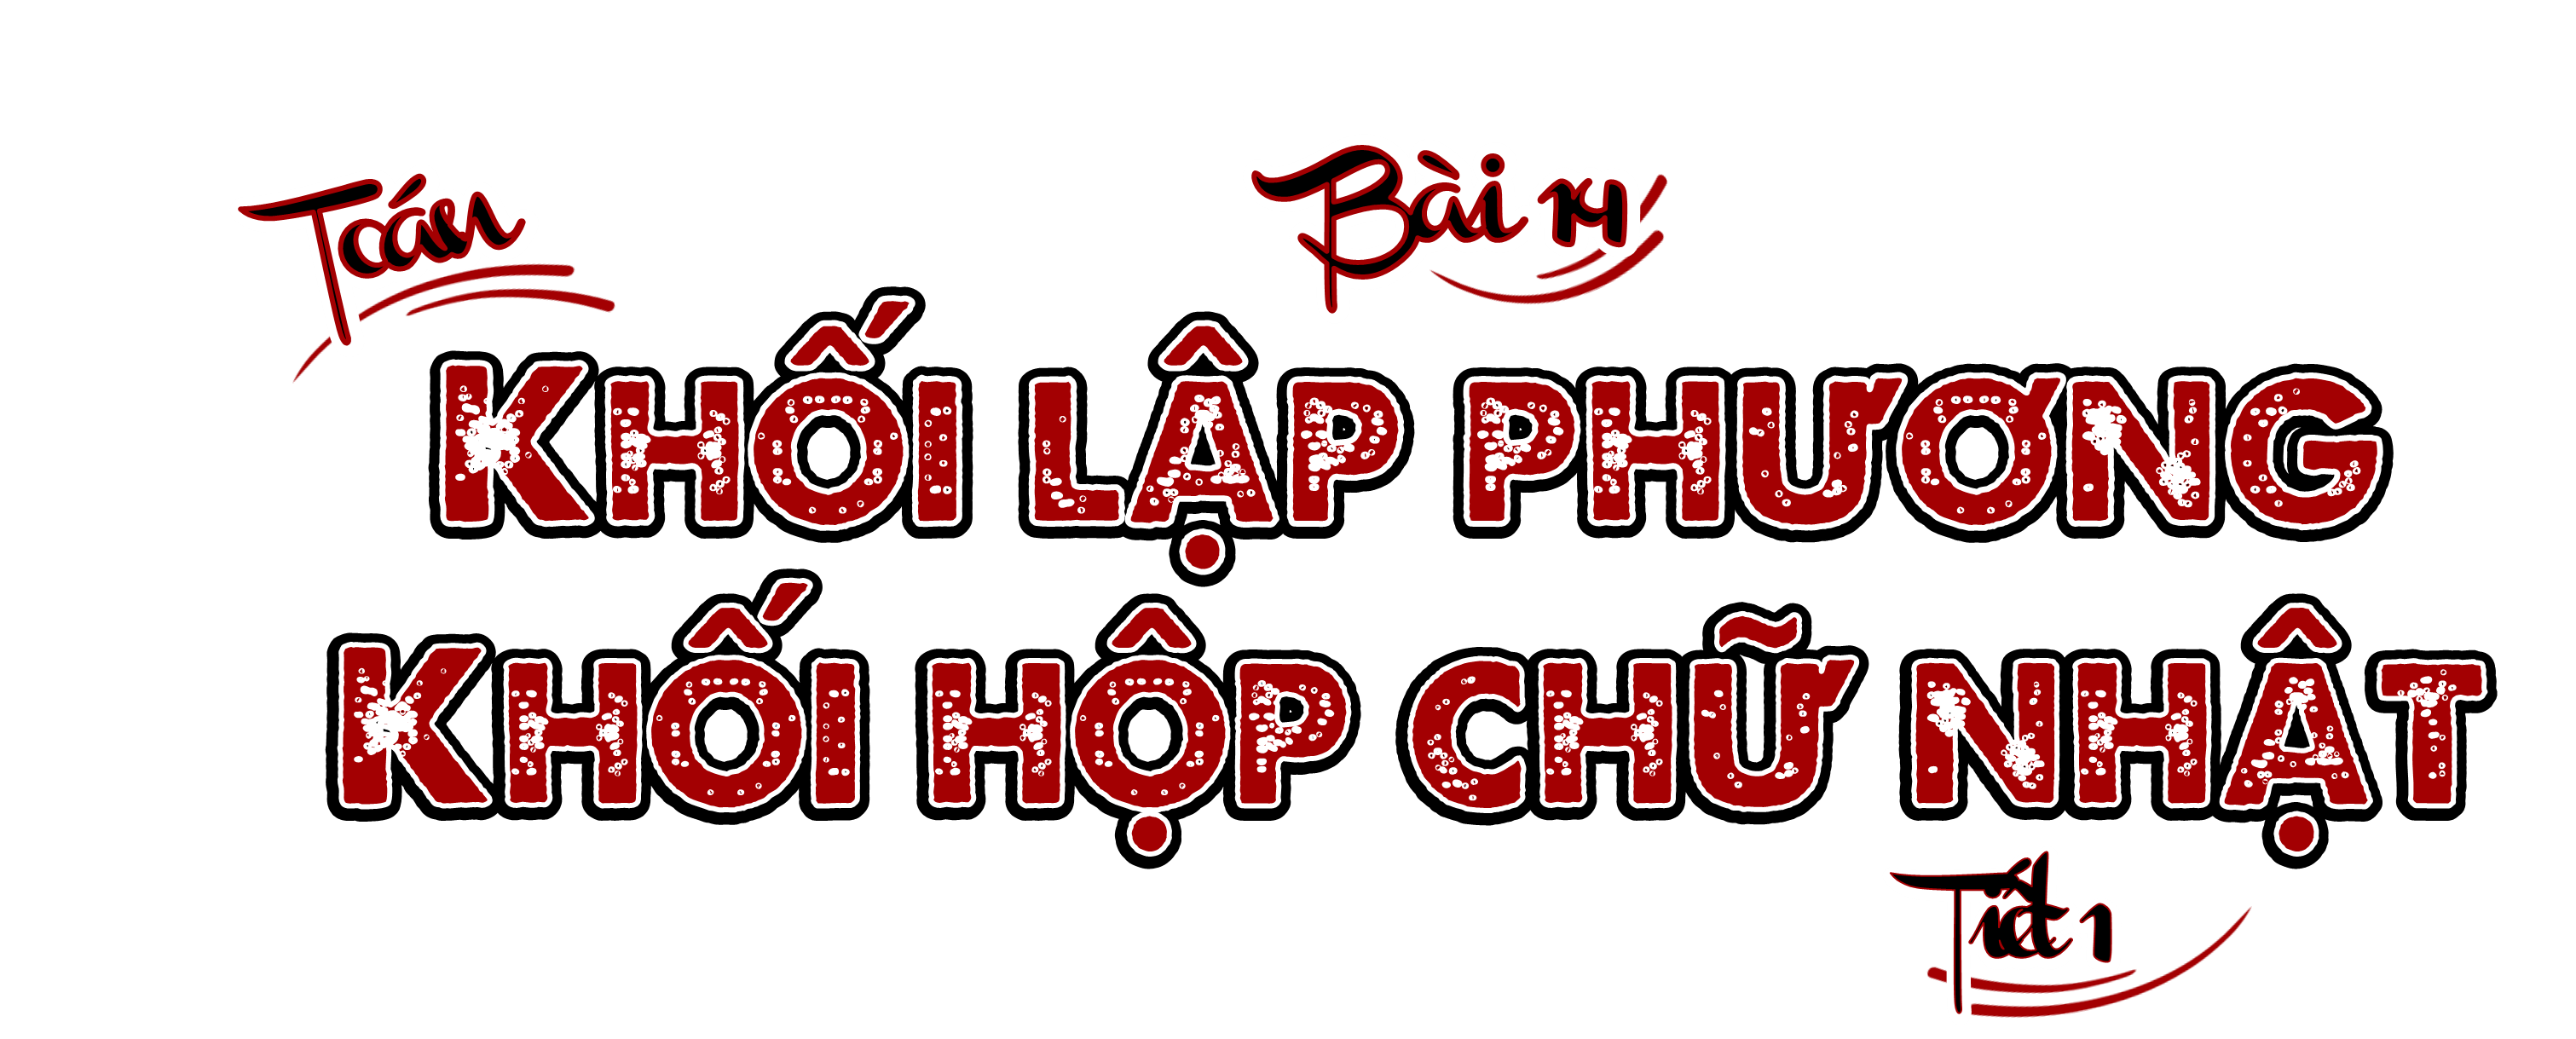 Toán
Bài 14
KHỐI LẬP PHƯƠNG
KHỐI HỘP CHỮ NHẬT
Tiết 1